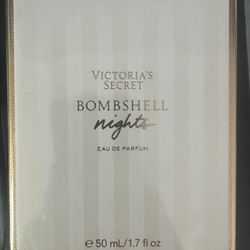 VICTORIA'S
SECRET
BOMBSHELL
nights
EAU DE PARFUM
℮ 50 mL/1.7 fl oz